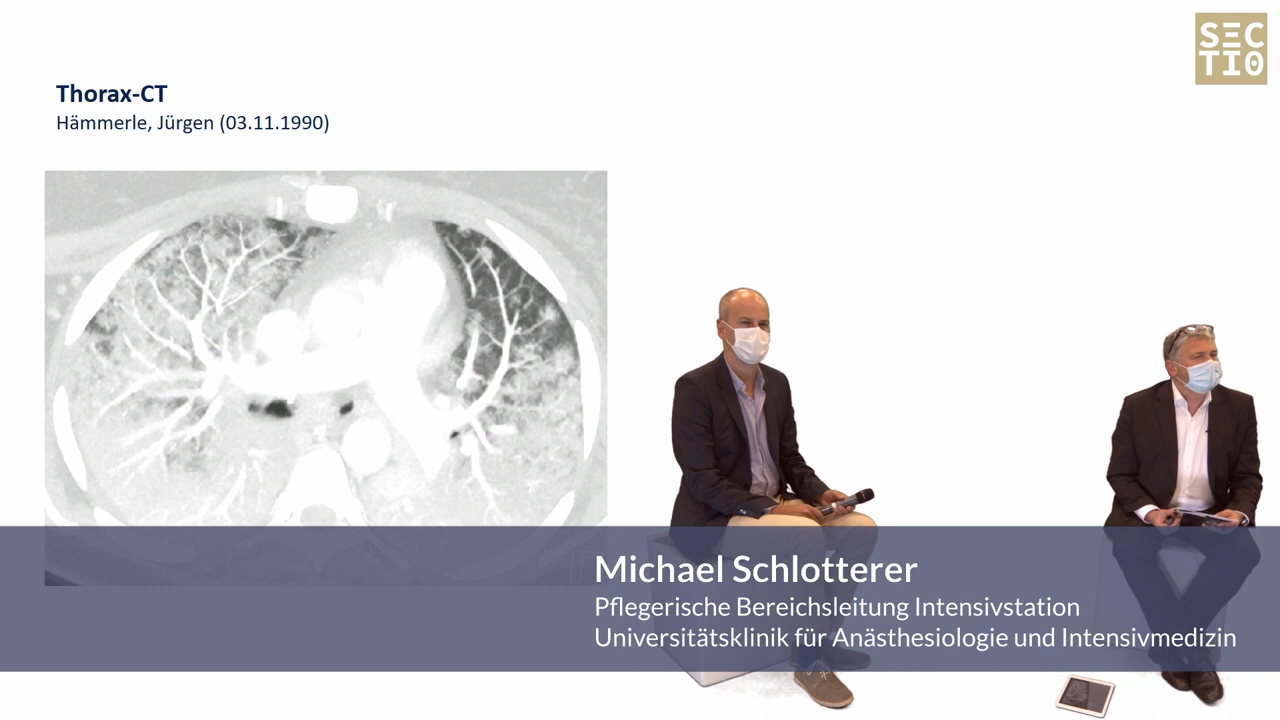 SEC
TIO
Thorax-CT
Hämmerle, Jürgen (03.11.1990)
Michael Schlotterer
Pflegerische Bereichsleitung Intensivstation
Universitätsklinik für Anästhesiologie und Intensivmedizin